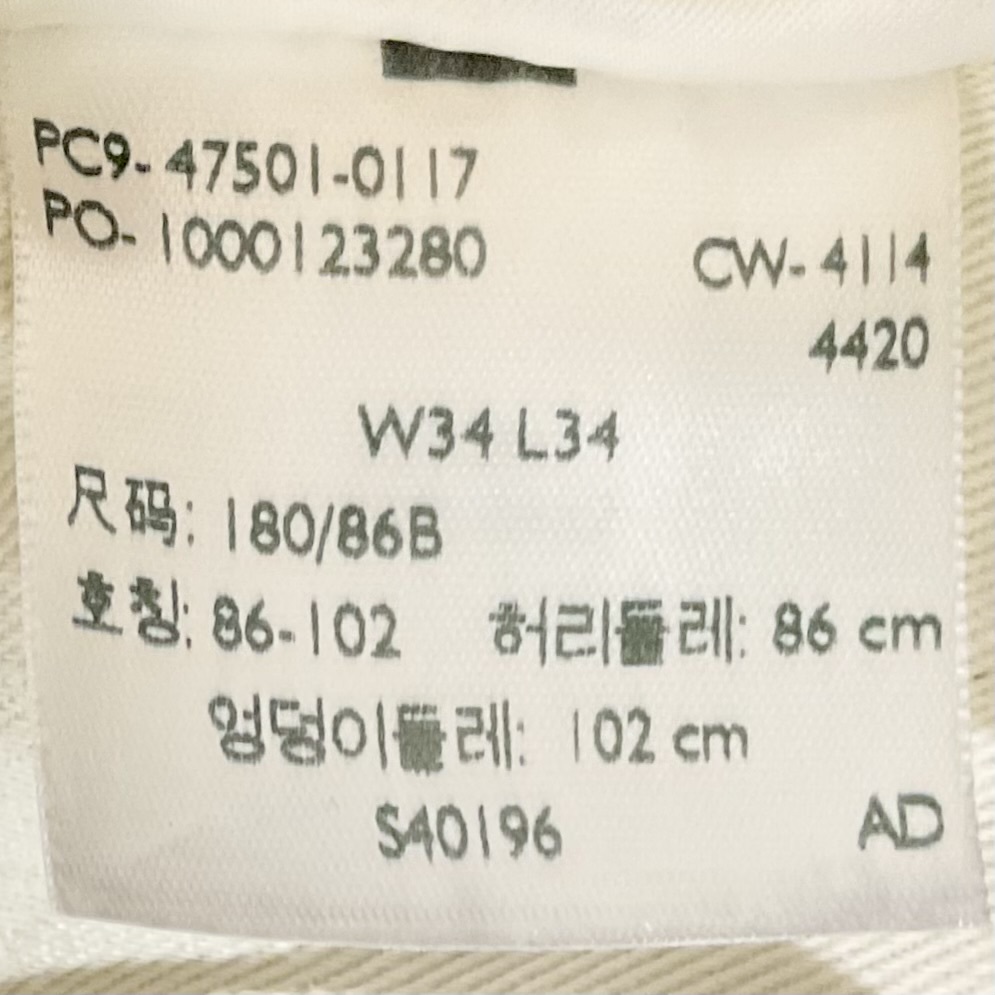 PC9-47501-0117
PO-1000123280 CW-4114
4420
W34 L34
尺码: 180/86B
호칭: 86-102 허리둘레: 86 cm
엉덩이둘레: 102 cm
S40196 AD